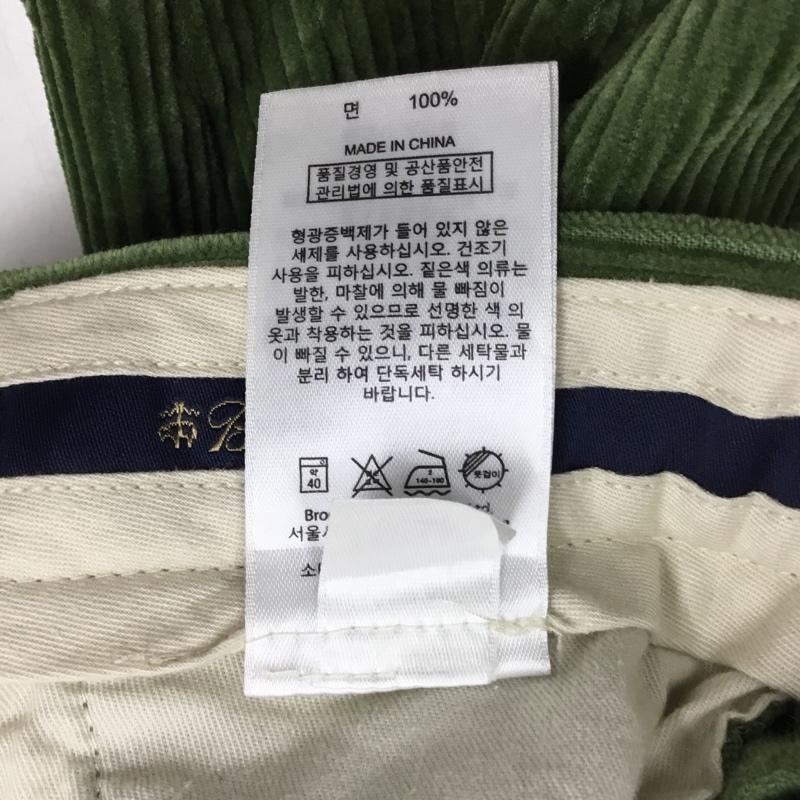 면 100%
MADE IN CHINA
품질경영 및 공산품안전
관리법에 의한 품질표시
형광증백제가 들어 있지 않은
세제를 사용하십시오. 건조기
사용을 피하십시오. 짙은색 의류는
발한, 마찰에 의해 물 빠짐이
발생할 수 있으므로 선명한 색 의
옷과 착용하는 것을 피하십시오. 물
이 빠질 수 있으니, 다른 세탁물과
분리 하여 단독세탁 하시기
바랍니다.
약
40
2
140-160
옷걸이